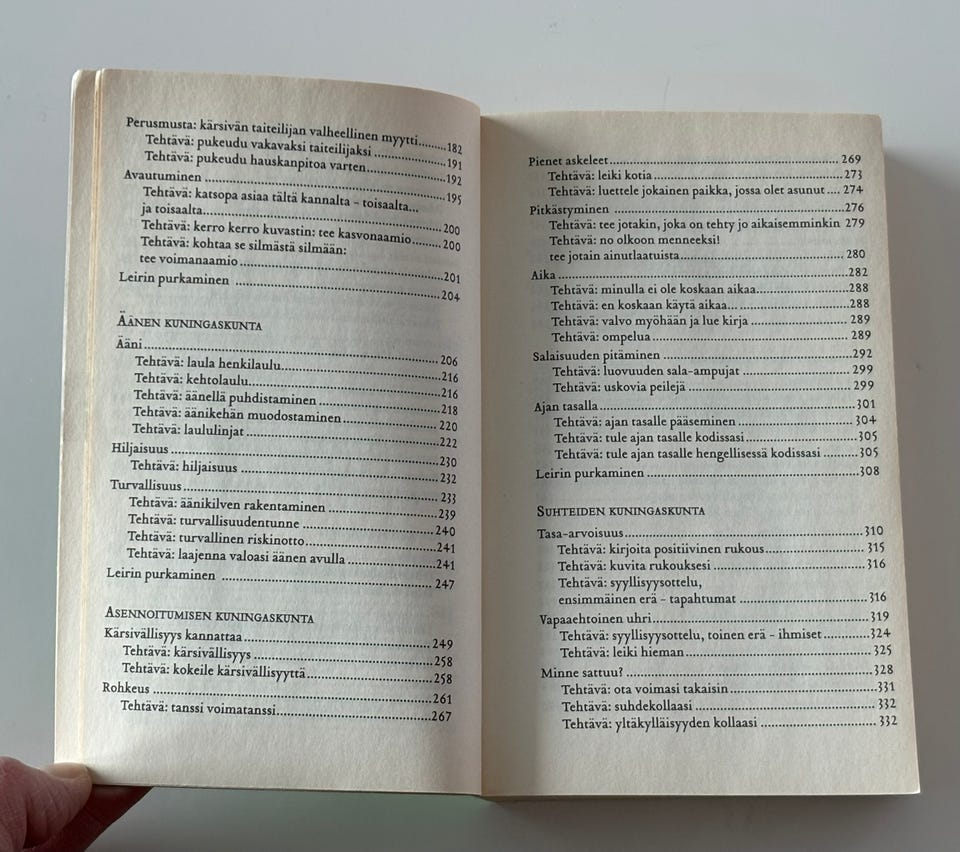 Perusmusta: kärsivän taiteilijan valheellinen myytti.........182
Tehtävä: pukeudu vakavaksi taiteilijaksi ..................191
Tehtävä: pukeudu hauskanpitoa varten....................192
Avautuminen ............................................................195
Tehtävä: katsopa asiaa tältä kannalta – toisaalta...
ja toisaalta.....................................................200
Tehtävä: kerro kerro kuvastin: tee kasvonaamio.......200
Tehtävä: kohtaa se silmästä silmään:
tee voimanaamio ...............................................201
Leirin purkaminen ...................................................204
ÄÄNEN KUNINGASKUNTA
Ääni ........................................................................206
Tehtävä: laula henkilaulu......................................216
Tehtävä: kehtolaulu..............................................216
Tehtävä: äänellä puhdistaminen ............................218
Tehtävä: äänikehän muodostaminen ......................220
Tehtävä: laululinjat ..............................................222
Hiljaisuus ................................................................230
Tehtävä: hiljaisuus ...............................................232
Turvallisuus .............................................................233
Tehtävä: äänikilven rakentaminen .........................239
Tehtävä: turvallisuudentunne ...............................240
Tehtävä: turvallinen riskinotto..............................241
Tehtävä: laajenna valoasi äänen avulla ...................241
Leirin purkaminen ...................................................247
ASENNOITUMISEN KUNINGASKUNTA
Kärsivällisyys kannattaa .............................................249
Tehtävä: kärsivällisyys ..........................................258
Tehtävä: kokeile kärsivällisyyttä.............................258
Rohkeus ...................................................................261
Tehtävä: tanssi voimatanssi....................................267
Pienet askeleet........................................................... 269
Tehtävä: leiki kotia ...............................................273
Tehtävä: luettele jokainen paikka, jossa olet asunut .... 274
Pitkästyminen ..........................................................276
Tehtävä: tee jotakin, joka on tehty jo aikaisemminkin 279
Tehtävä: no olkoon menneeksi!
tee jotain ainutlaatuista......................................... 280
Aika .........................................................................282
Tehtävä: minulla ei ole koskaan aikaa......................288
Tehtävä: en koskaan käytä aikaa... ..........................288
Tehtävä: valvo myöhään ja lue kirja ....................... 289
Tehtävä: ompelua ................................................. 289
Salaisuuden pitäminen ..............................................292
Tehtävä: luovuuden sala-ampujat ........................... 299
Tehtävä: uskovia peilejä ........................................ 299
Ajan tasalla ...............................................................301
Tehtävä: ajan tasalle pääseminen ............................ 304
Tehtävä: tule ajan tasalle kodissasi..........................305
Tehtävä: tule ajan tasalle hengellisessä kodissasi .........305
Leirin purkaminen ................................................... 308
SUHTEIDEN KUNINGASKUNTA
Tasa-arvoisuus ..........................................................310
Tehtävä: kirjoita positiivinen rukous....................... 315
Tehtävä: kuvita rukouksesi .................................... 316
Tehtävä: syyllisyysottelu,
ensimmäinen erä – tapahtumat ..............................316
Vapaaehtoinen uhri....................................................319
Tehtävä: syyllisyysottelu, toinen erä – ihmiset ...........324
Tehtävä: leiki hieman............................................325
Minne sattuu? ..........................................................328
Tehtävä: ota voimasi takaisin .................................331
Tehtävä: suhdekollaasi .......................................... 332
Tehtävä: yltäkylläisyyden kollaasi ........................... 332